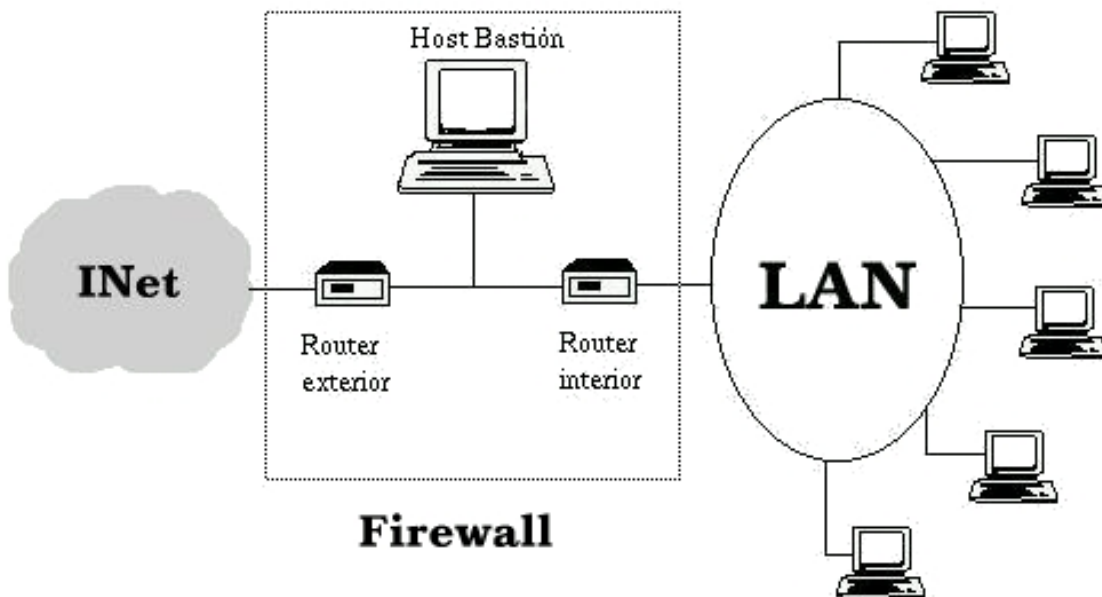 Host Bastión
INet
LAN
Router
exterior
Router
interior
Firewall